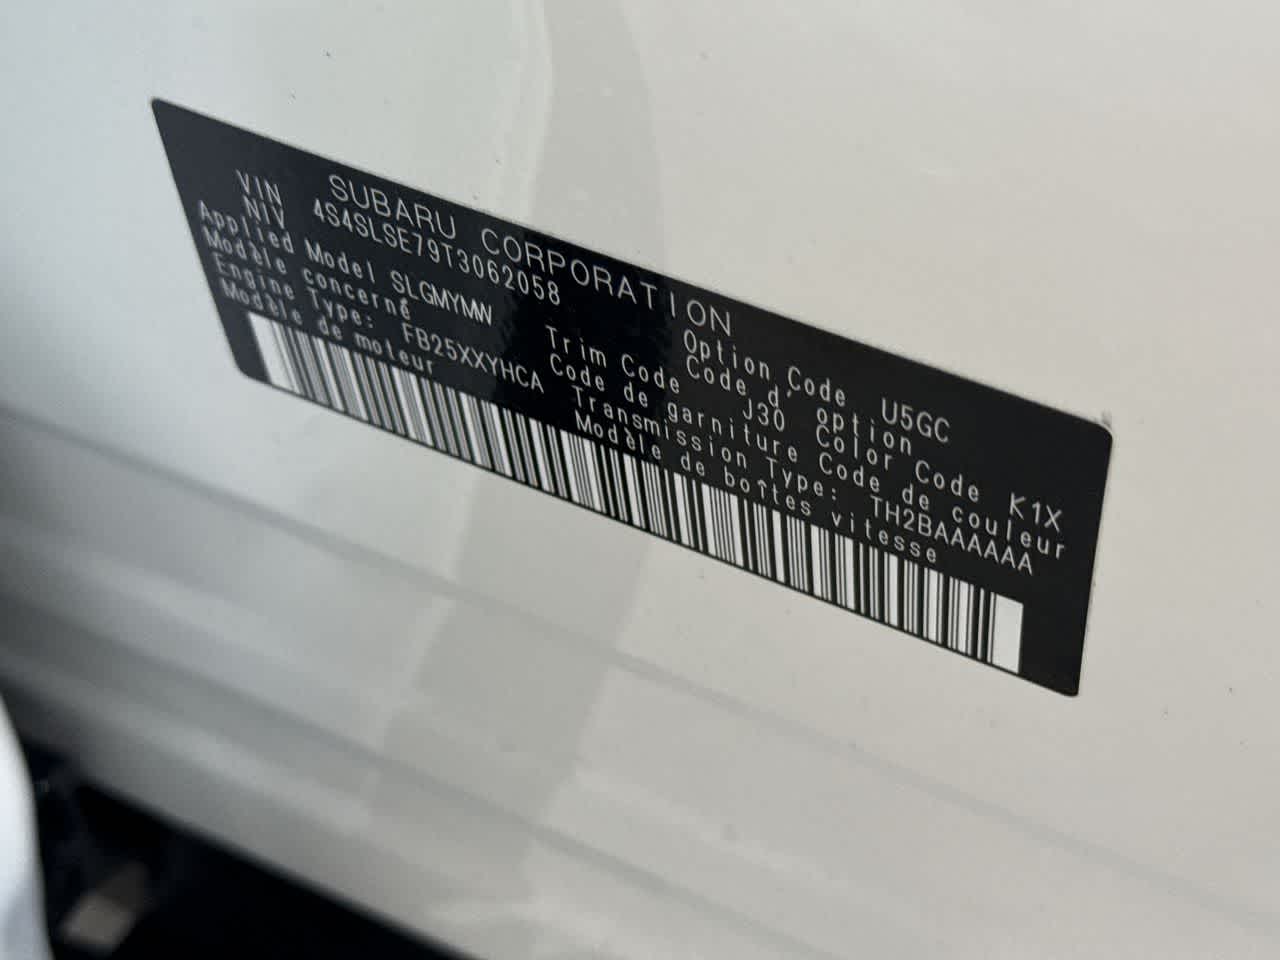 SUBARU CORPORATION
VIN
NIV 4S4SLSE79T3062058
Applied Model SLGMYMN Option Code U5GC
Modèle concerné Code d'option
Trim Code J30 Color Code K1X
Code de garniture Code de couleur
Engine Type: FB25XXYHCA Transmission Type: TH2BAAAAAA
Modèle de moteur Modèle de boîtes vitesse